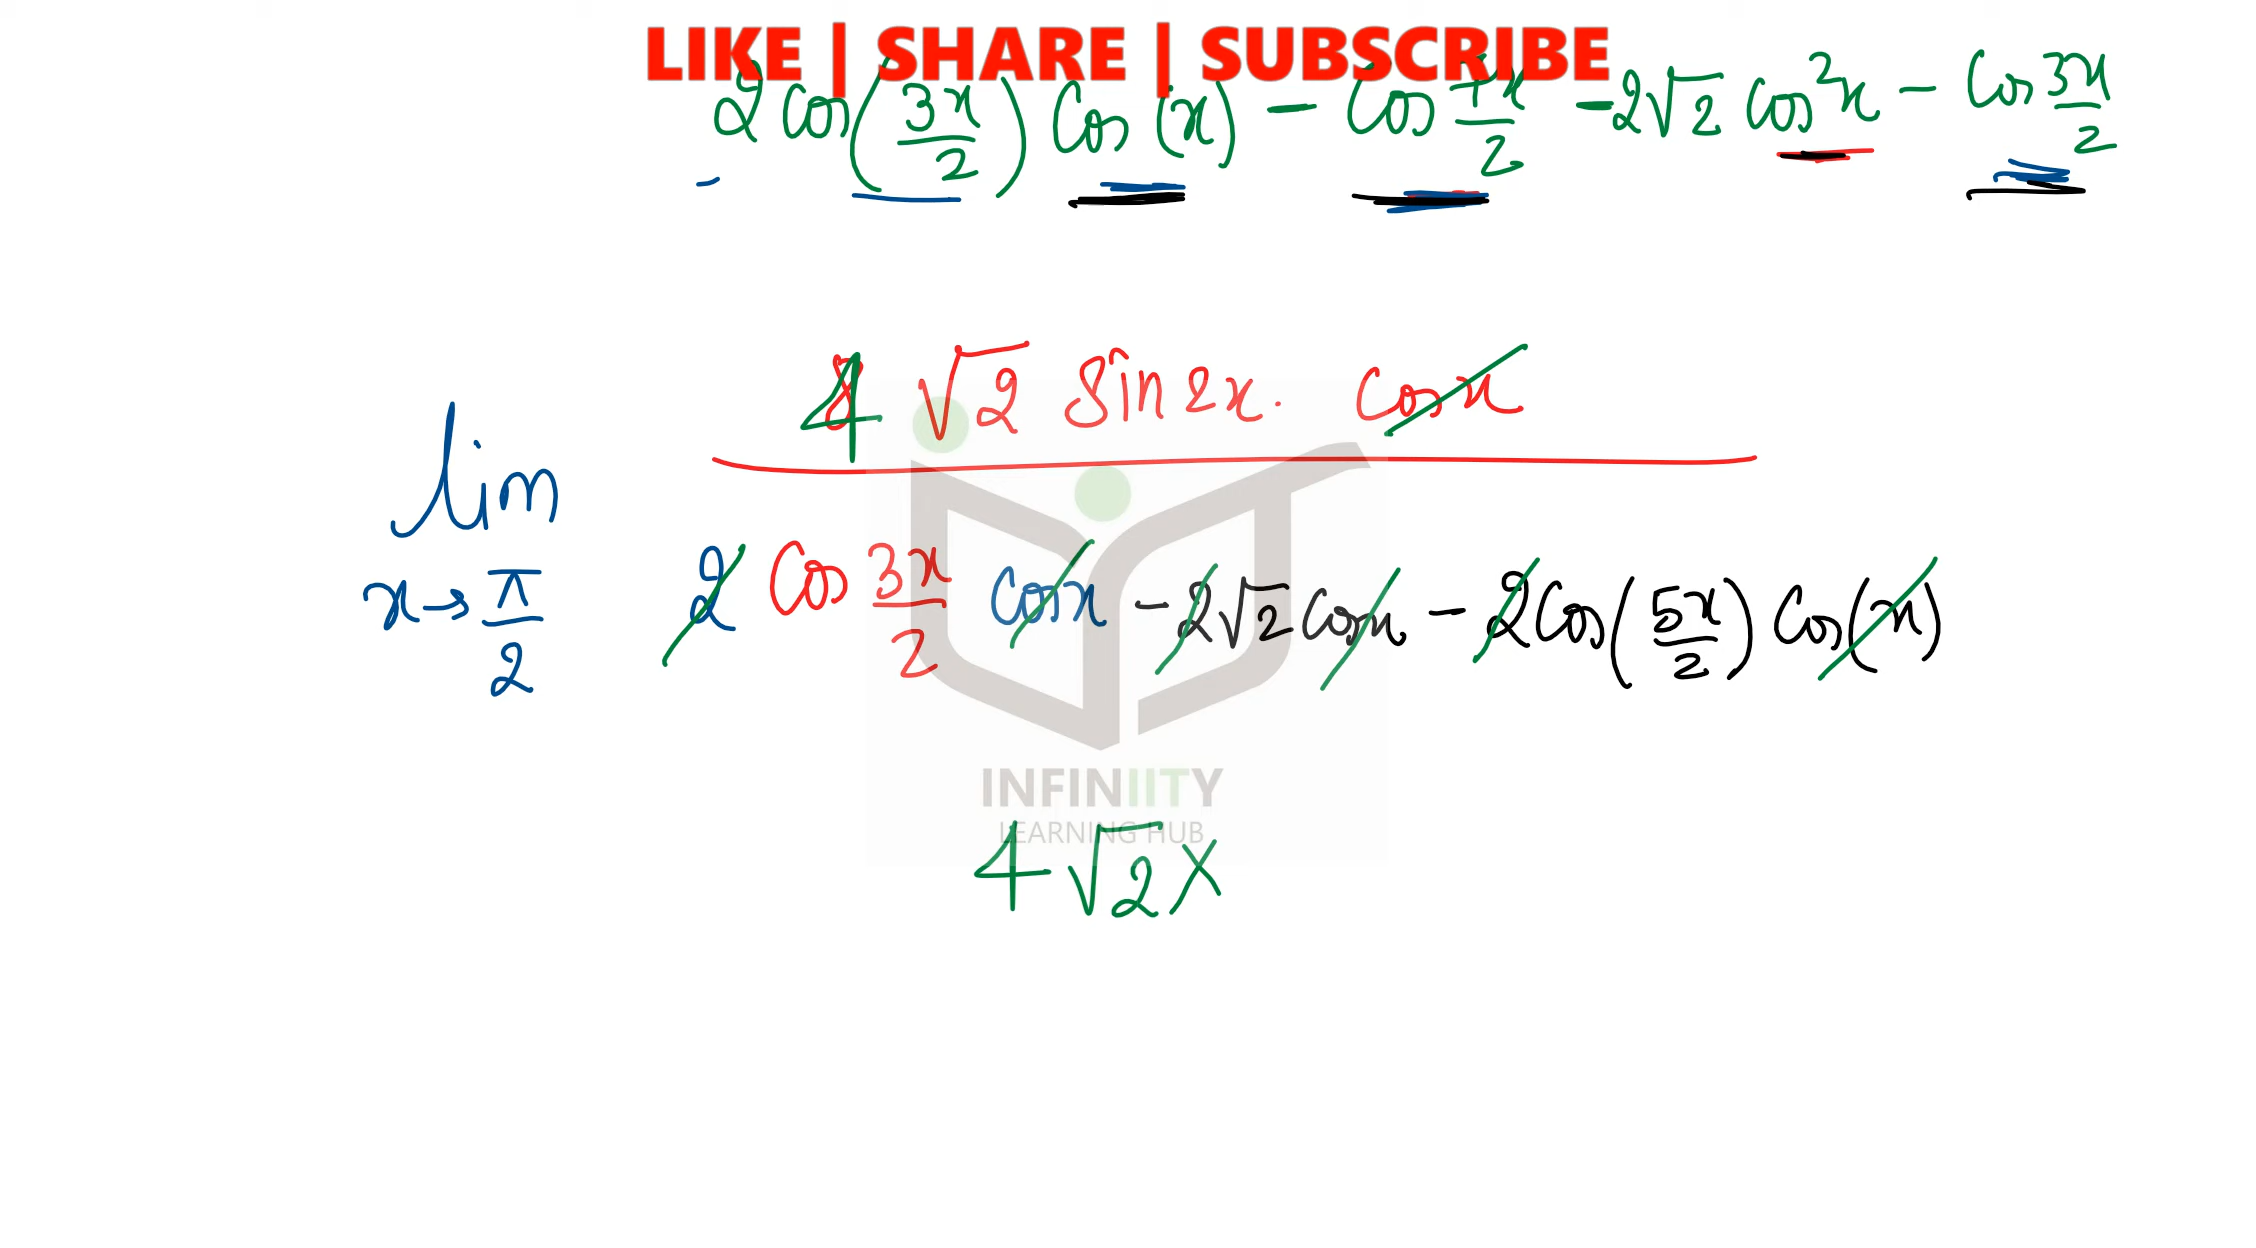 LIKE | SHARE | SUBSCRIBE
2 Cos(3x/2) Cos(x) - Cos 7x/2 - 2√2 Cos²x - Cos 3x/2
4 √2 Sin 2x . Cos x
lim x→π/2
2 Cos 3x/2 Cos x - 2√2 Cos x - 2Cos(5x/2) Cos(x)
INFINIITY
LEARNING HUB
4√2 ×